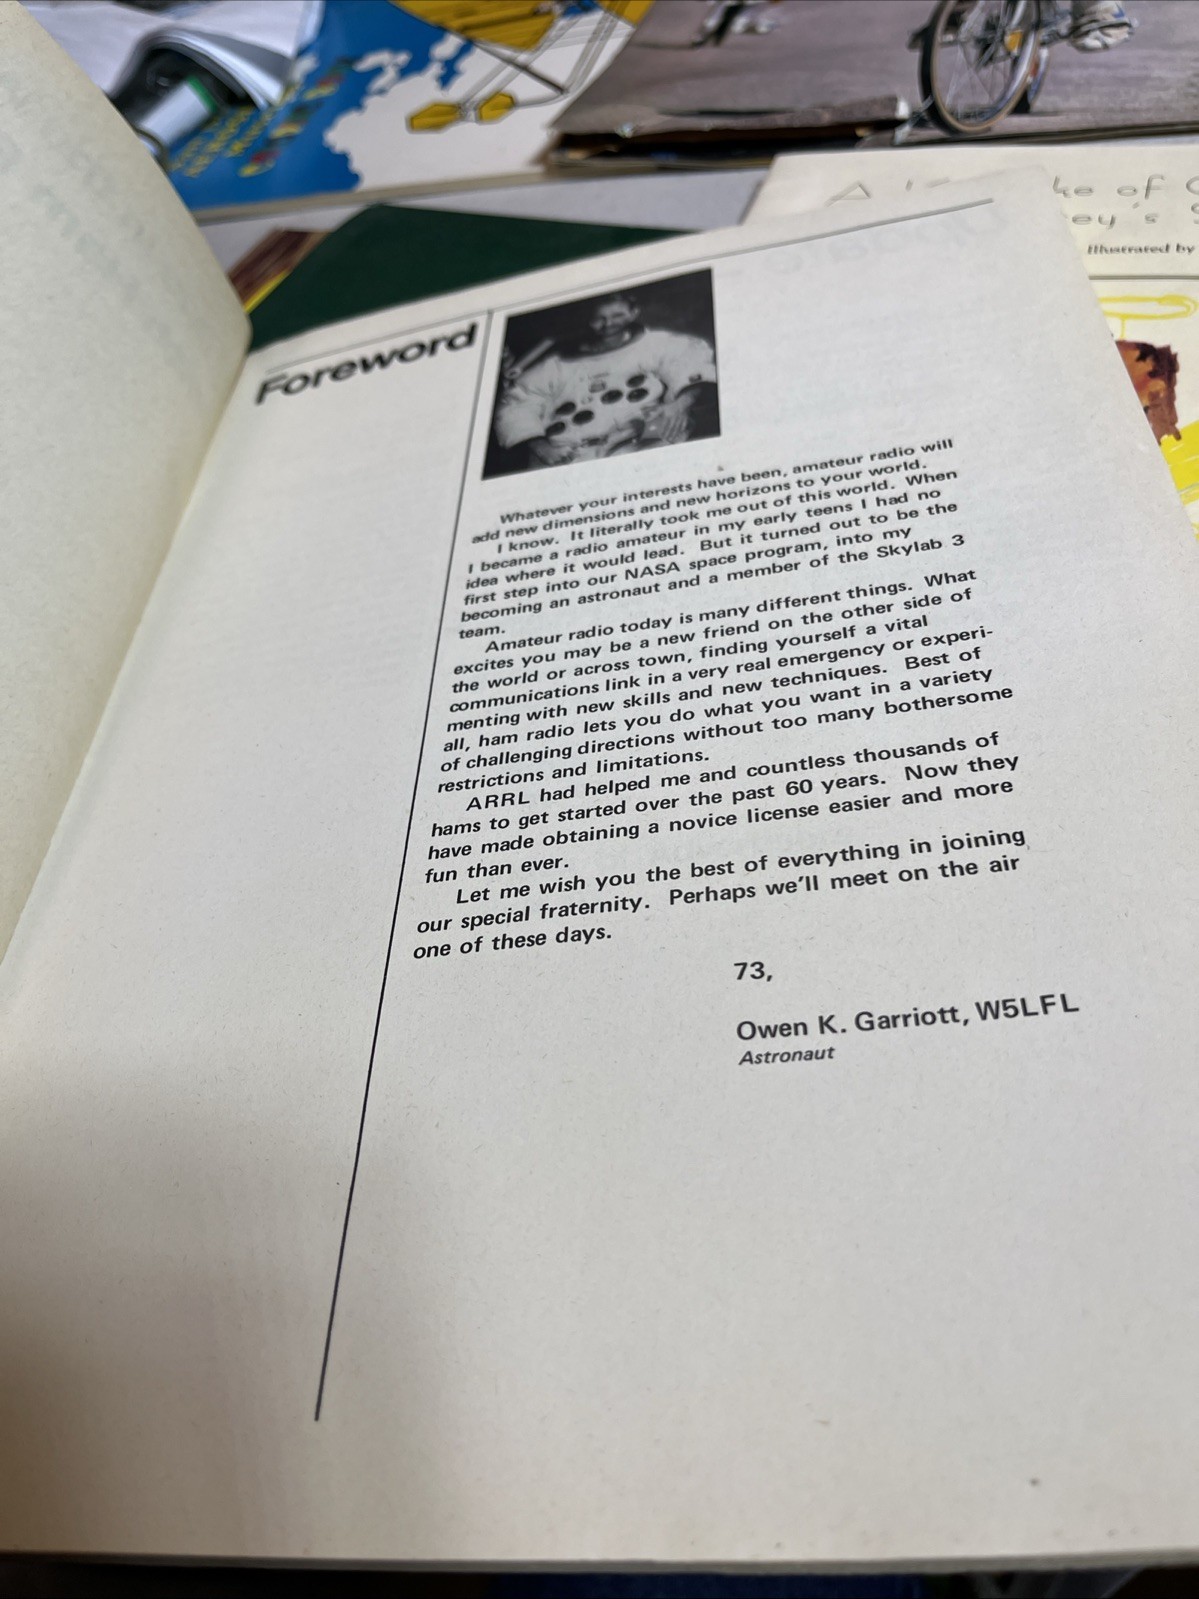 ke of
ey's S
Illustrated by
Foreword
Whatever your interests have been, amateur radio will
add new dimensions and new horizons to your world.
I know. It literally took me out of this world. When
I became a radio amateur in my early teens I had no
idea where it would lead. But it turned out to be the
first step into our NASA space program, into my
becoming an astronaut and a member of the Skylab 3
team.
Amateur radio today is many different things. What
excites you may be a new friend on the other side of
the world or across town, finding yourself a vital
communications link in a very real emergency or experi-
menting with new skills and new techniques. Best of
all, ham radio lets you do what you want in a variety
of challenging directions without too many bothersome
restrictions and limitations.
ARRL had helped me and countless thousands of
hams to get started over the past 60 years. Now they
have made obtaining a novice license easier and more
fun than ever.
Let me wish you the best of everything in joining
our special fraternity. Perhaps we'll meet on the air
one of these days.
73,
Owen K. Garriott, W5LFL
Astronaut